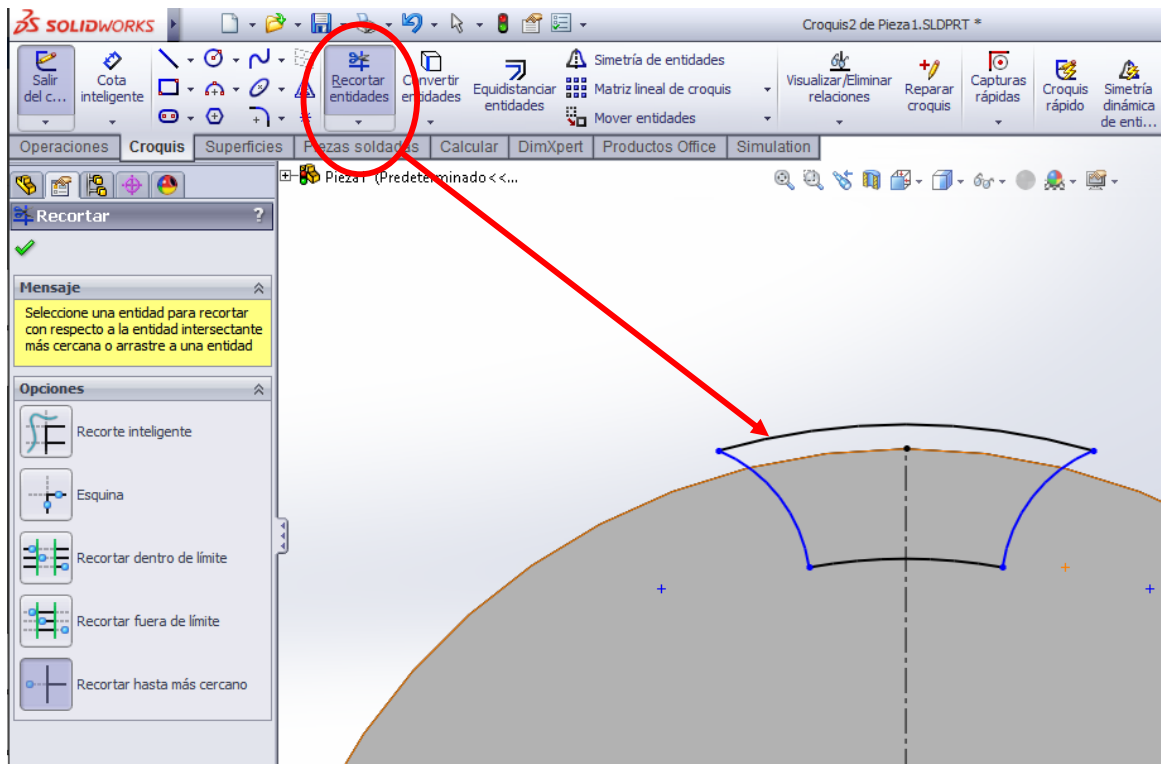 SOLIDWORKS
Croquis2 de Pieza1.SLDPRT *
Salir
del c...
Cota
inteligente
Recortar
entidades
Convertir
entidades
Equidistanciar
entidades
Simetría de entidades
Matriz lineal de croquis
Mover entidades
Visualizar/Eliminar
relaciones
Reparar
croquis
Capturas
rápidas
Croquis
rápido
Simetría
dinámica
de enti...
Operaciones Croquis Superficies Piezas soldadas Calcular DimXpert Productos Office Simulation
Pieza1 (Predeterminado<<...
Recortar ?
Mensaje
Seleccione una entidad para recortar
con respecto a la entidad intersectante
más cercana o arrastre a una entidad
Opciones
Recorte inteligente
Esquina
Recortar dentro de límite
Recortar fuera de límite
Recortar hasta más cercano